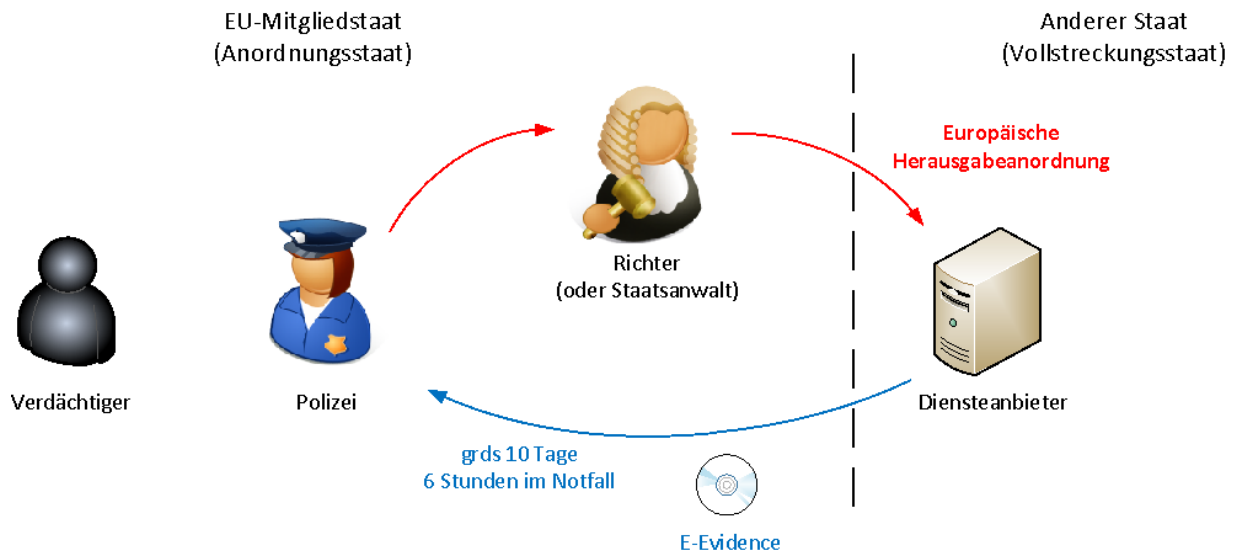 EU-Mitgliedstaat
(Anordnungsstaat)
Anderer Staat
(Vollstreckungsstaat)
Europäische
Herausgabeanordnung
Richter
(oder Staatsanwalt)
Verdächtiger
Polizei
Diensteanbieter
grds 10 Tage
6 Stunden im Notfall
E-Evidence